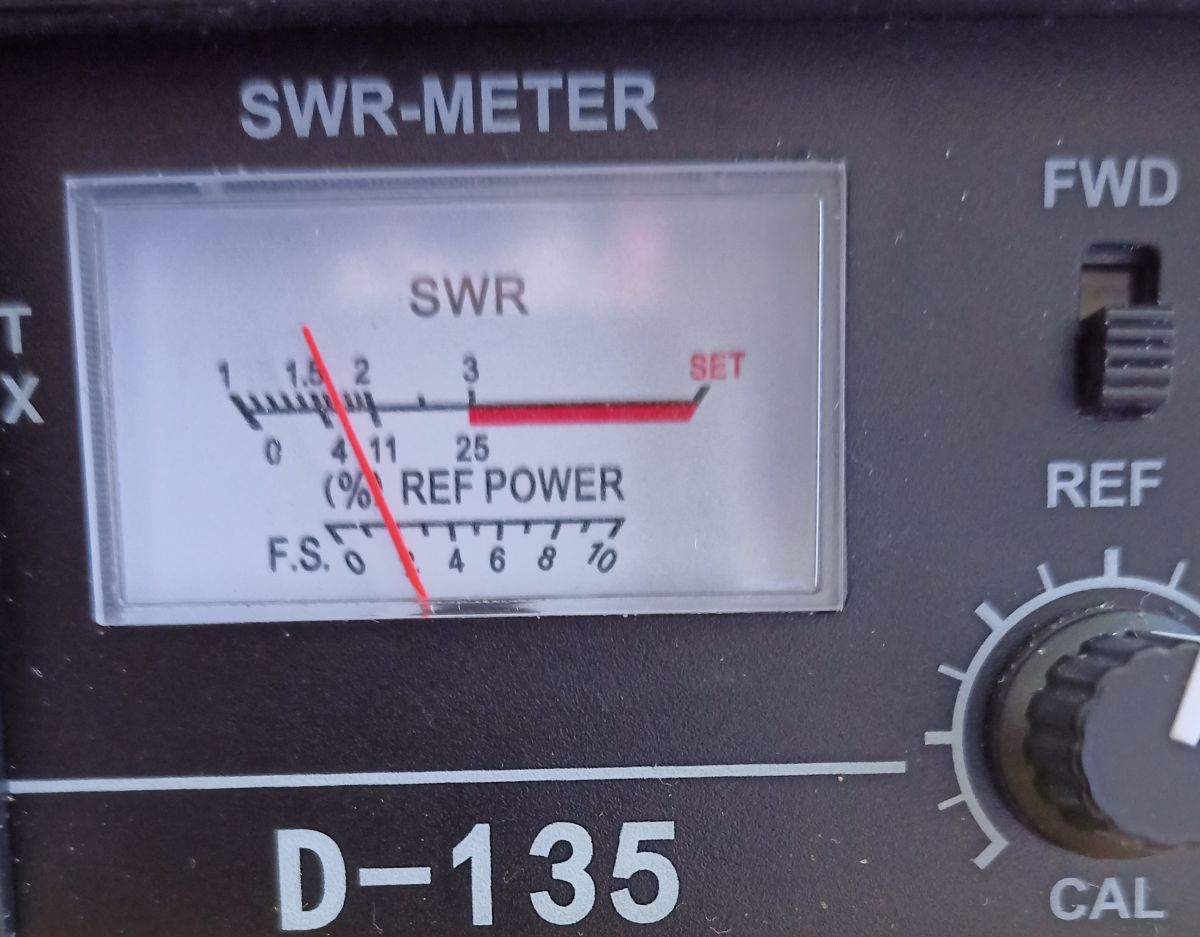 SWR-METER
FWD
SWR
T
X
1 1.5 2 3 SET
0 4 11 25
(%) REF POWER
REF
F.S. 0 4 6 8 10
D-135
CAL